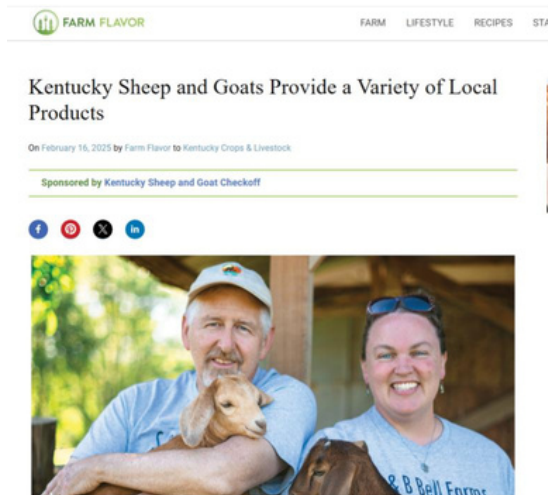 FARM FLAVOR
FARM LIFESTYLE RECIPES
Kentucky Sheep and Goats Provide a Variety of Local
Products
On February 16, 2025 by Farm Flavor to Kentucky Crops & Livestock
Sponsored by Kentucky Sheep and Goat Checkoff
& B Bell Farms